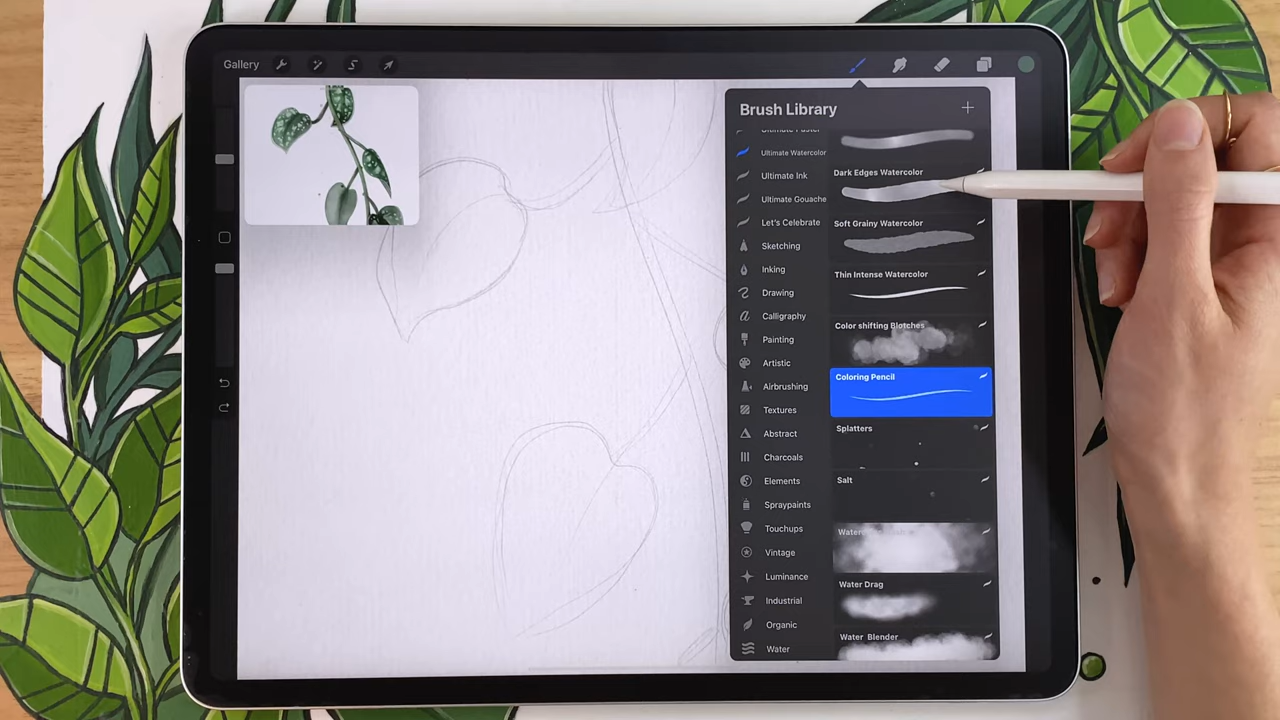 Gallery
Brush Library
Ultimate Pastel
Ultimate Watercolor
Ultimate Ink
Ultimate Gouache
Let's Celebrate
Sketching
Inking
Drawing
Calligraphy
Painting
Artistic
Airbrushing
Textures
Abstract
Charcoals
Elements
Spraypaints
Touchups
Vintage
Luminance
Industrial
Organic
Water
Dark Edges Watercolor
Soft Grainy Watercolor
Thin Intense Watercolor
Color shifting Blotches
Coloring Pencil
Splatters
Salt
Water Drag
Water Blender